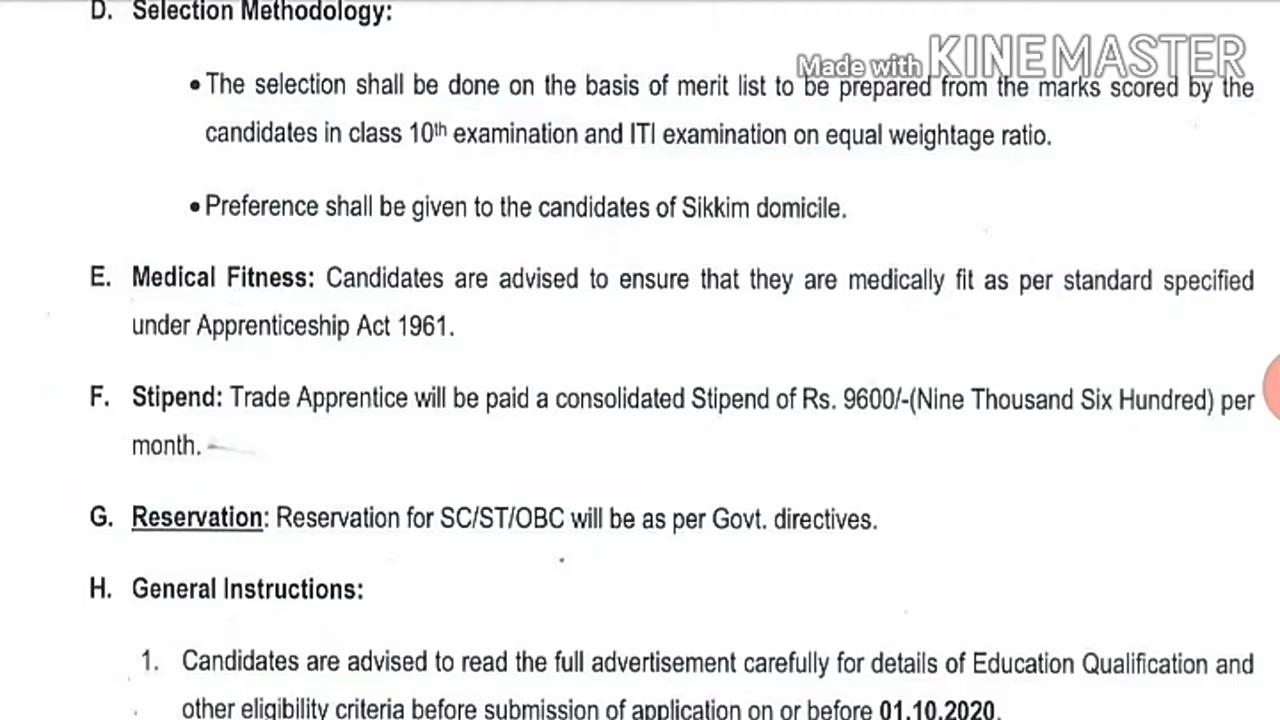 D. Selection Methodology:
Made with KINEMASTER
• The selection shall be done on the basis of merit list to be prepared from the marks scored by the
candidates in class 10th examination and ITI examination on equal weightage ratio.
• Preference shall be given to the candidates of Sikkim domicile.
E. Medical Fitness: Candidates are advised to ensure that they are medically fit as per standard specified
under Apprenticeship Act 1961.
F. Stipend: Trade Apprentice will be paid a consolidated Stipend of Rs. 9600/-(Nine Thousand Six Hundred) per
month.
G. Reservation: Reservation for SC/ST/OBC will be as per Govt. directives.
H. General Instructions:
1. Candidates are advised to read the full advertisement carefully for details of Education Qualification and
other eligibility criteria before submission of application on or before 01.10.2020.